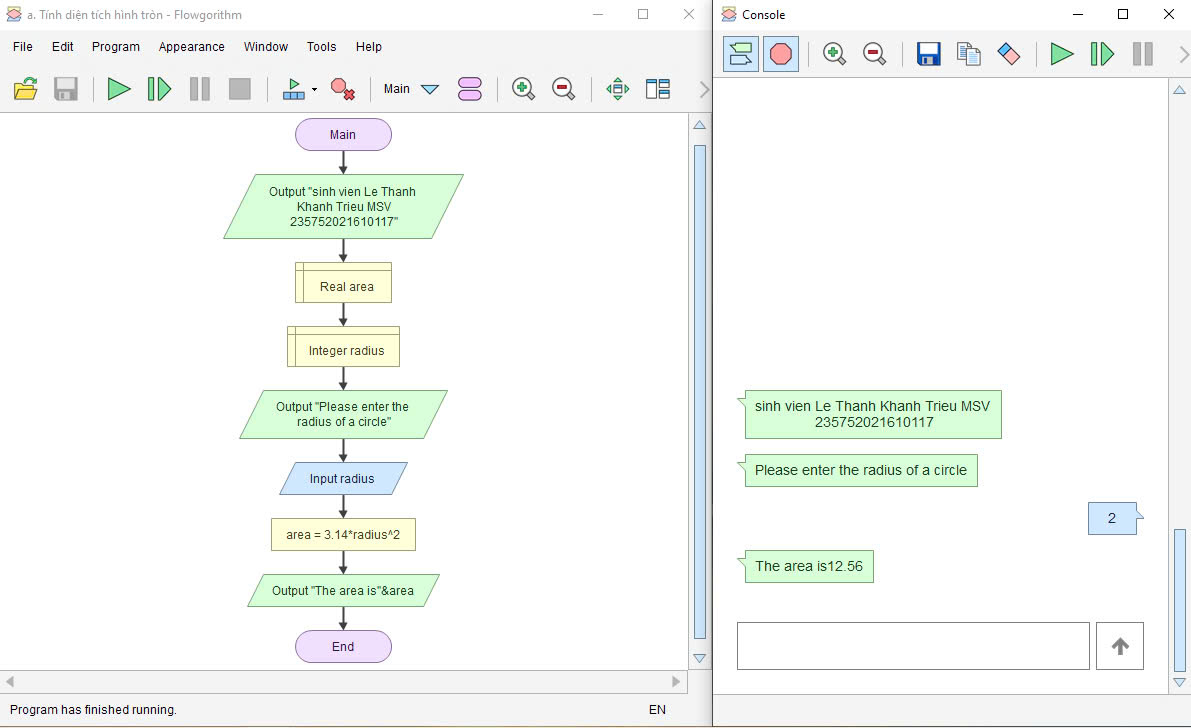 a. Tính diện tích hình tròn - Flowgorithm
File Edit Program Appearance Window Tools Help
Main
Main
Output "sinh vien Le Thanh
Khanh Trieu MSV
235752021610117"
Real area
Integer radius
Output "Please enter the
radius of a circle"
Input radius
area = 3.14*radius^2
Output "The area is"&area
End
Program has finished running.
EN
Console
sinh vien Le Thanh Khanh Trieu MSV
235752021610117
Please enter the radius of a circle
2
The area is12.56